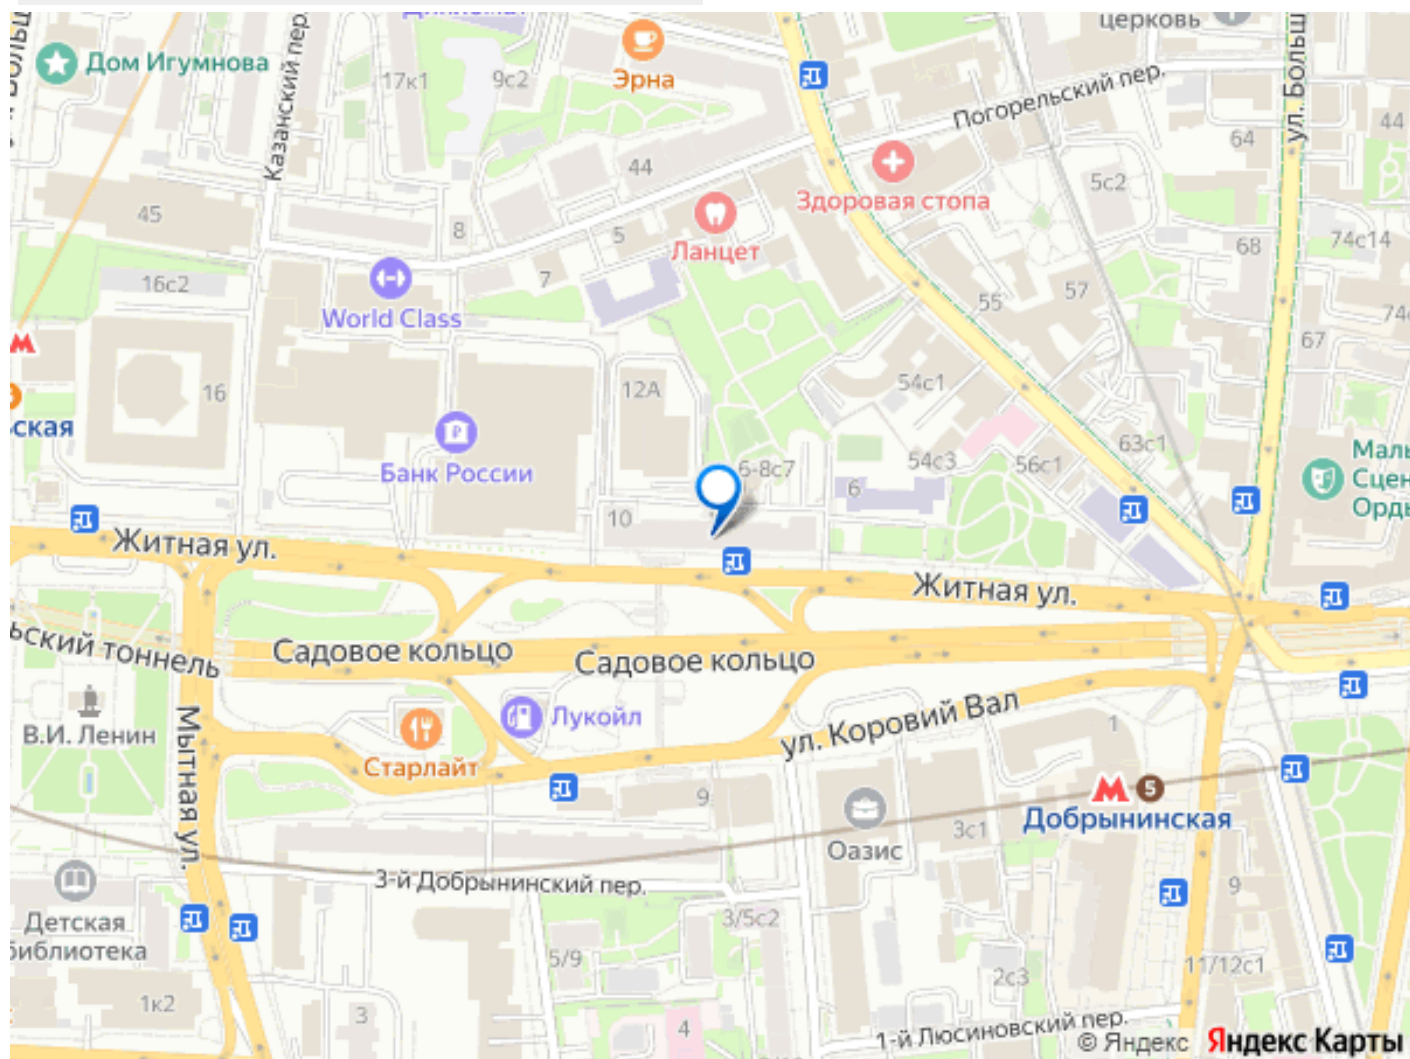 Дом Игумнова
Казанский пер.
17к1
9с2
Эрна
церковь
Погорельский пер.
ул. Больш
64
44
44
5с2
Здоровая стопа
Ланцет
45
8
5
7
68
74с14
16с2
World Class
55
57
67
16
12А
54с1
ская
Банк России
6-8с7
6
54с3
56с1
63с1
10
Житная ул.
Житная ул.
Садовое кольцо
Садовое кольцо
ский тоннель
В.И. Ленин
Мытная ул.
Старлайт
Лукойл
ул. Коровий Вал
1
9
М 5
Добрынинская
Оазис
3с1
3-й Добрынинский пер.
Детская
библиотека
3/5с2
5/9
9
11/12с1
2с3
1к2
3
4
1-й Люсиновский пер.
© Яндекс Яндекс Карты